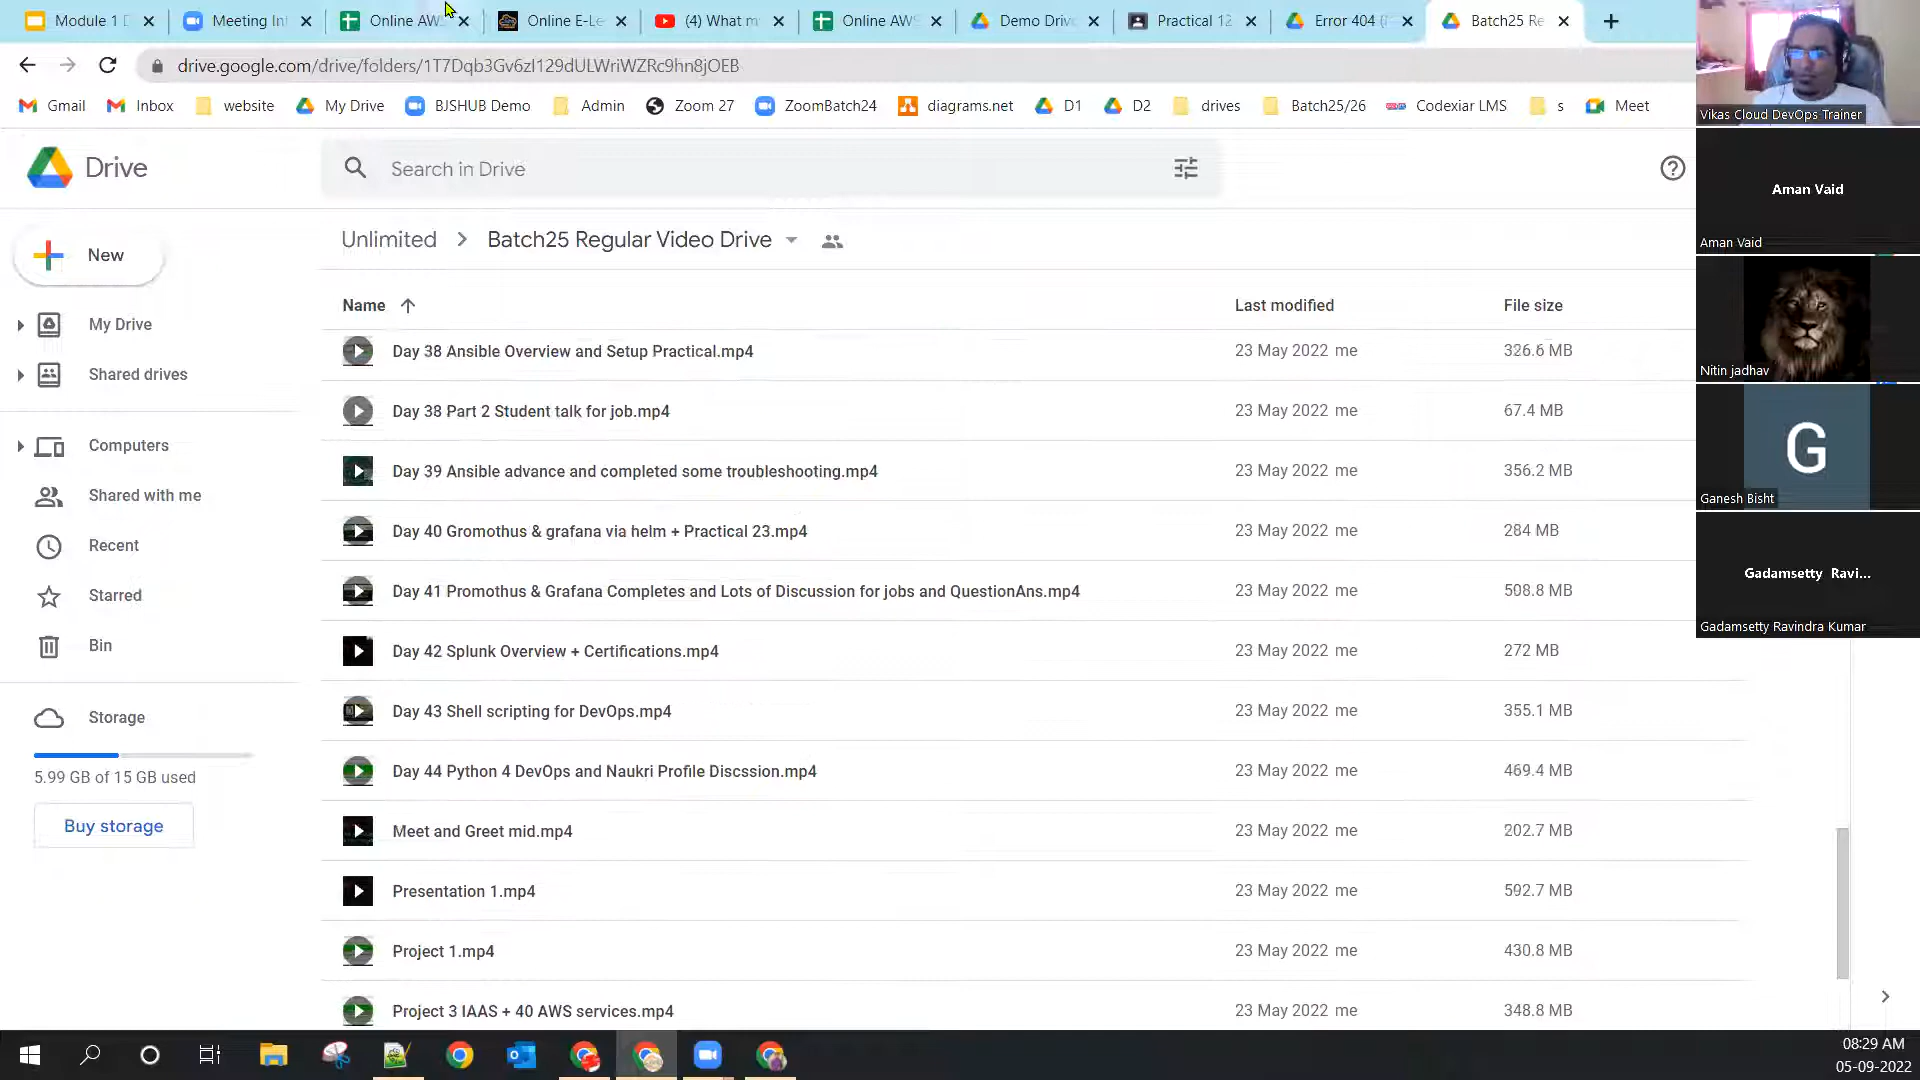 Module 1 D
Meeting In
Online AW
Online E-Le
(4) What m
Online AWS
Demo Driv
Practical 12
Error 404 (
Batch25 Re
drive.google.com/drive/folders/1T7Dqb3Gv6zI129dULWriWZRc9hn8jOEB
Gmail
Inbox
website
My Drive
BJSHUB Demo
Admin
Zoom 27
ZoomBatch24
diagrams.net
D1
D2
drives
Batch25/26
Codexiar LMS
s
Meet
Vikas Cloud DevOps Trainer
Drive
Search in Drive
Aman Vaid
Aman Vaid
New
My Drive
Shared drives
Computers
Shared with me
Recent
Starred
Bin
Storage
5.99 GB of 15 GB used
Buy storage
Unlimited > Batch25 Regular Video Drive
Name Last modified File size
Day 38 Ansible Overview and Setup Practical.mp4 23 May 2022 me 326.6 MB
Day 38 Part 2 Student talk for job.mp4 23 May 2022 me 67.4 MB
Day 39 Ansible advance and completed some troubleshooting.mp4 23 May 2022 me 356.2 MB
Day 40 Gromothus & grafana via helm + Practical 23.mp4 23 May 2022 me 284 MB
Day 41 Promothus & Grafana Completes and Lots of Discussion for jobs and QuestionAns.mp4 23 May 2022 me 508.8 MB
Day 42 Splunk Overview + Certifications.mp4 23 May 2022 me 272 MB
Day 43 Shell scripting for DevOps.mp4 23 May 2022 me 355.1 MB
Day 44 Python 4 DevOps and Naukri Profile Discssion.mp4 23 May 2022 me 469.4 MB
Meet and Greet mid.mp4 23 May 2022 me 202.7 MB
Presentation 1.mp4 23 May 2022 me 592.7 MB
Project 1.mp4 23 May 2022 me 430.8 MB
Project 3 IAAS + 40 AWS services.mp4 23 May 2022 me 348.8 MB
Nitin jadhav
G
Ganesh Bisht
Gadamsetty Ravi...
Gadamsetty Ravindra Kumar
08:29 AM
05-09-2022